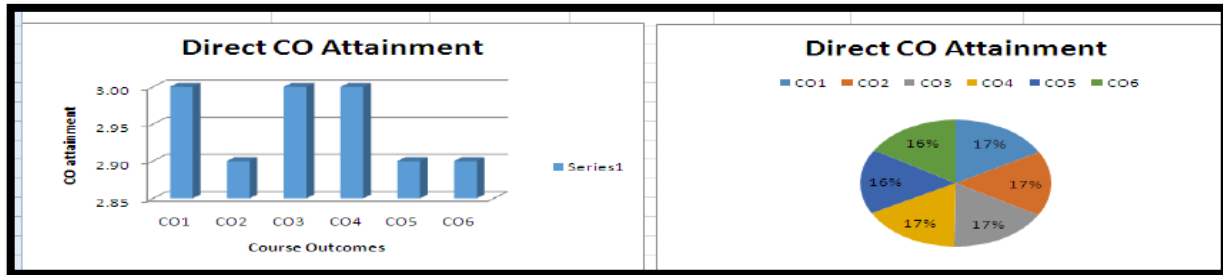 Direct CO Attainment
CO attainment
3.00
2.95
2.90
2.85
CO1 CO2 CO3 CO4 CO5 CO6
Course Outcomes
Series1
Direct CO Attainment
CO1 CO2 CO3 CO4 CO5 CO6
16% 17%
16% 17%
17% 17%